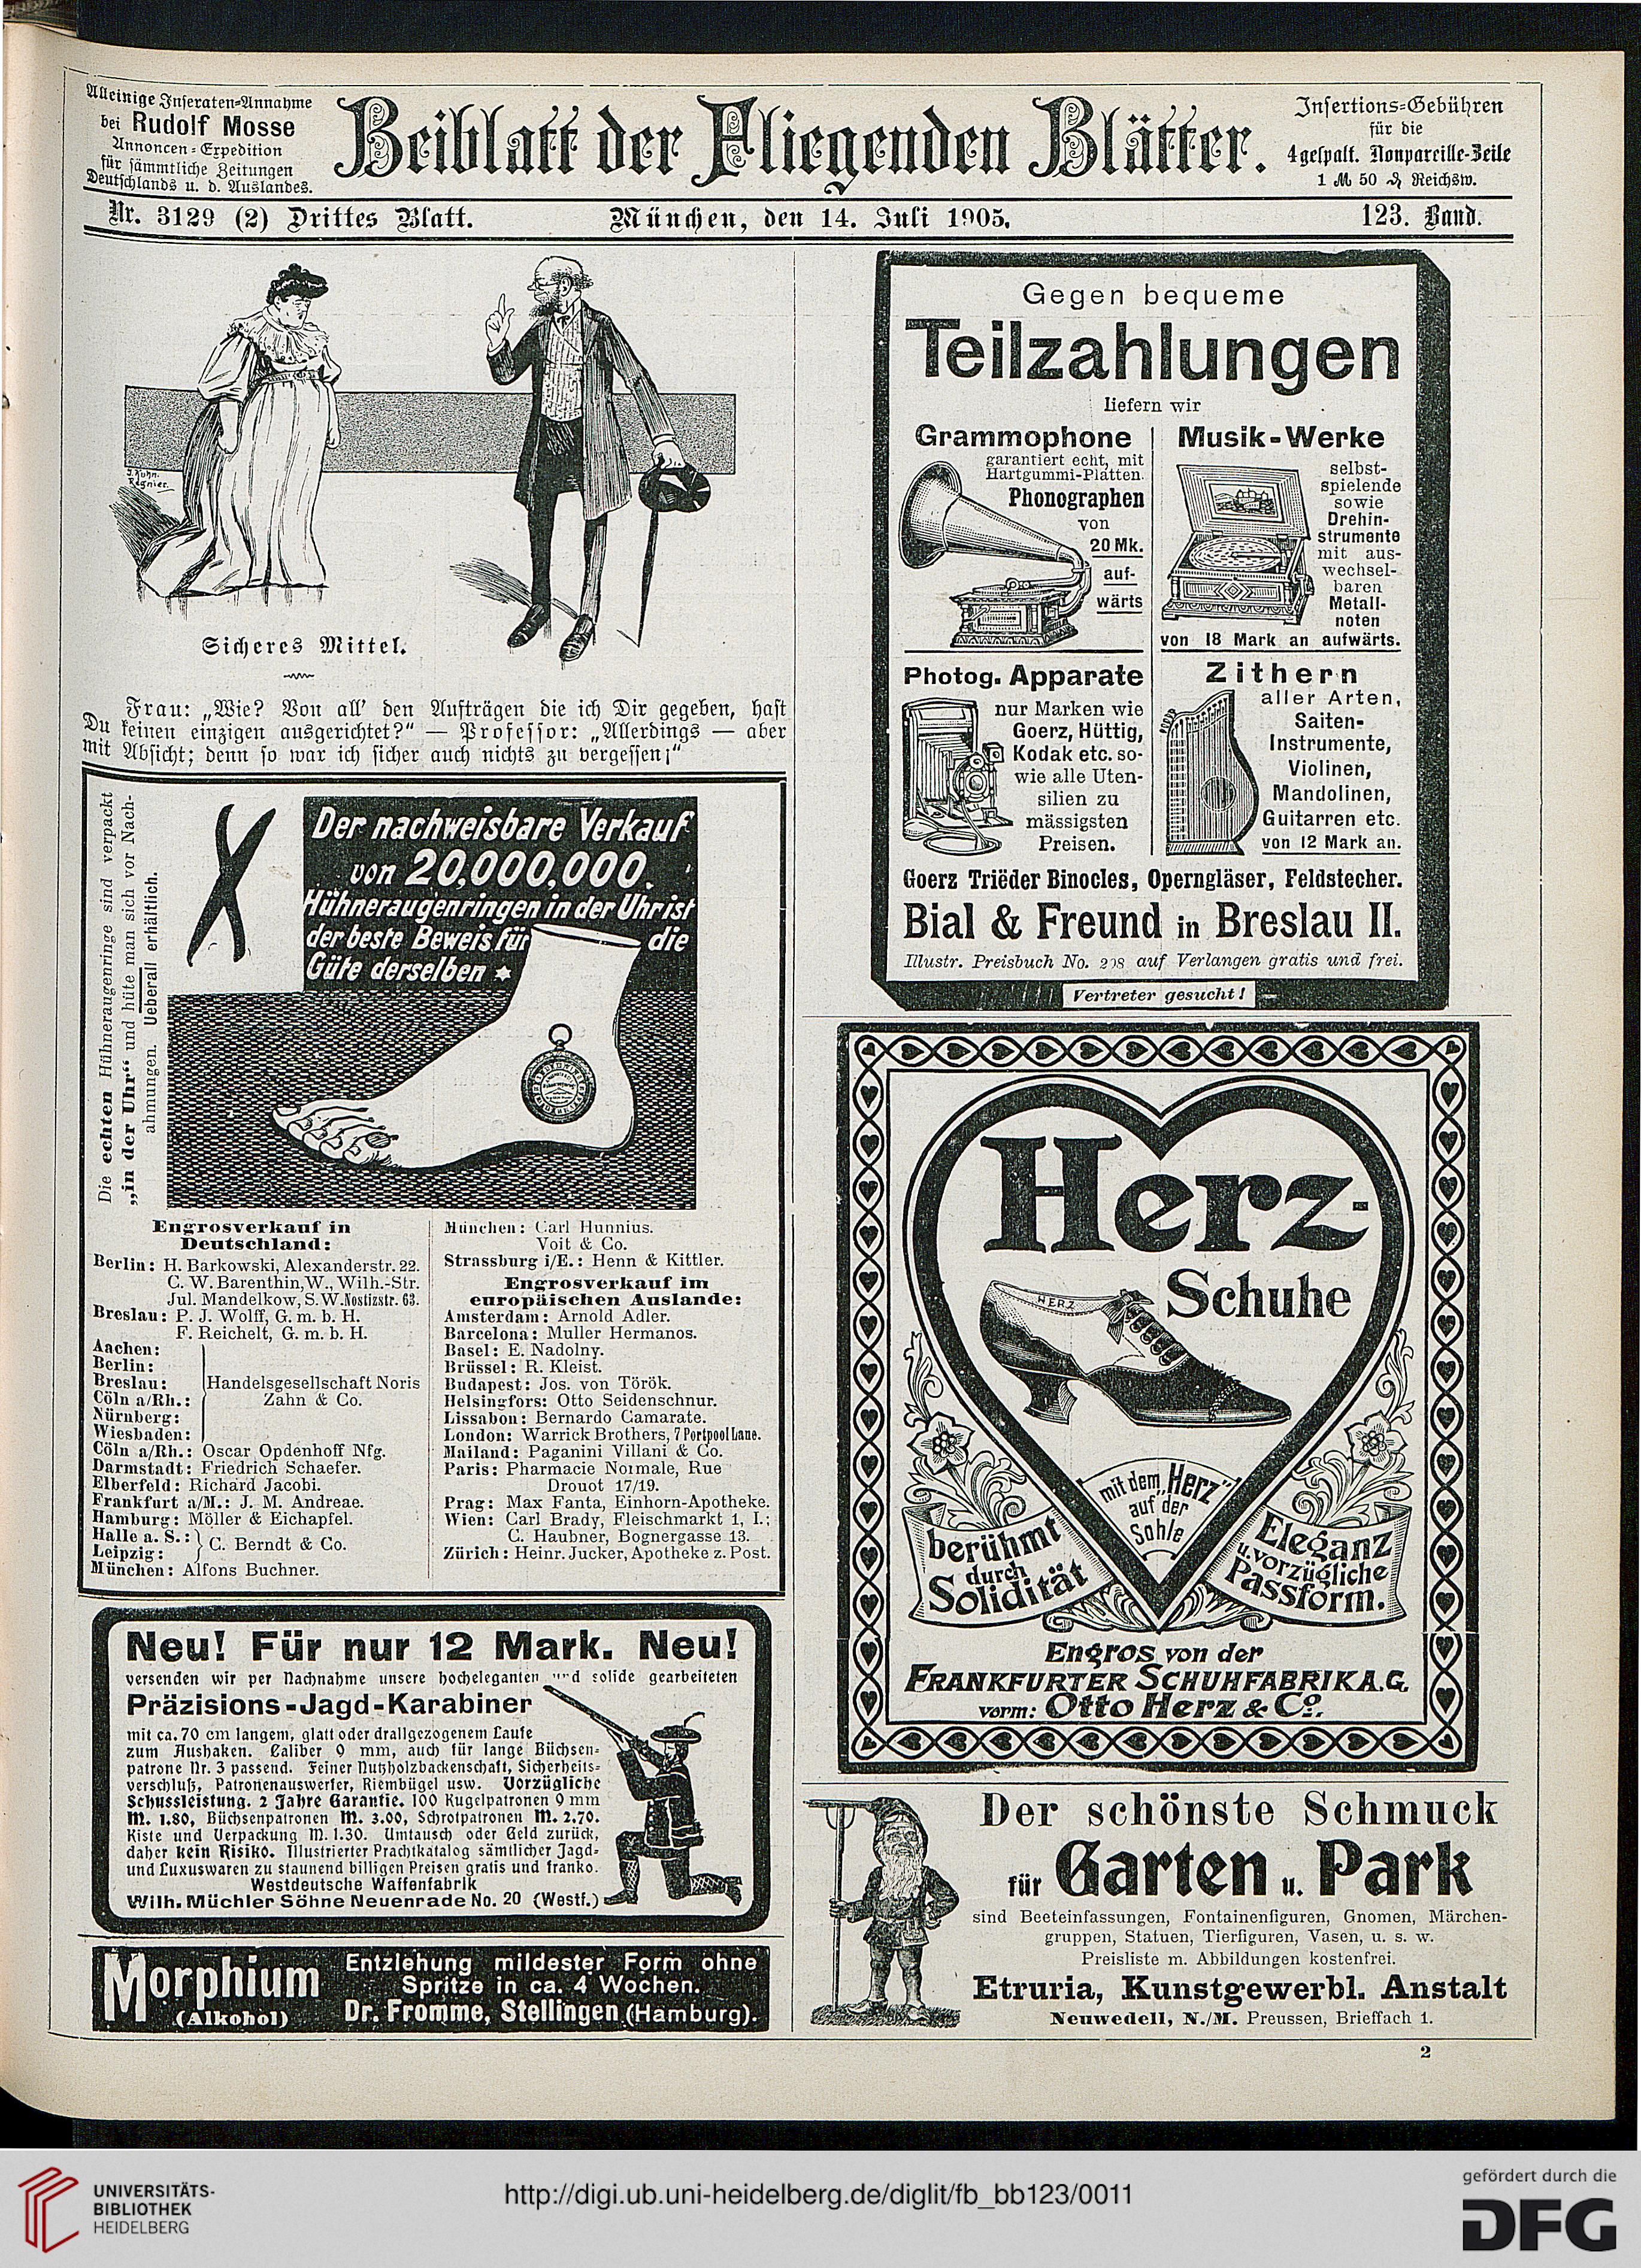 Alleinige Inseraten-Annahme
bei Rudolf Mosse
Annoncen-Expedition
für sämmtliche Zeitungen
Deutschlands u. d. Auslandes.
Beiblatt der Fliegenden Blätter.
Insertions-Gebühren
für die
4gespalt. Nonpareille-Zeile
1 ℳ 50 ₰ Reichsw.
Nr. 3129 (2) Drittes Blatt.
München, den 14. Juli 1905.
123. Band.
Sicheres Mittel.
Frau: „Wie? Von all' den Aufträgen die ich Dir gegeben, hast
Du keinen einzigen ausgerichtet?" — Professor: „Allerdings — aber
mit Absicht; denn so war ich sicher auch nichts zu vergessen!"
Die echten Hühneraugenringe sind verpackt
„in der Uhr" und hüte man sich vor Nach-
ahmungen. Ueberall erhältlich.
Der nachweisbare Verkauf
von 20,000,000.
Hühneraugenringen in der Uhr ist
der beste Beweis für die
Güte derselben *
Engrosverkauf in
Deutschland:
Berlin: H. Barkowski, Alexanderstr. 22.
C. W. Barenthin, W., Wilh.-Str.
Jul. Mandelkow, S.W. Nostizstr. 63.
Breslau: P. J. Wolff, G. m. b. H.
F. Reichelt, G. m. b. H.
Aachen:
Berlin:
Breslau: Handelsgesellschaft Noris
Cöln a/Rh.: Zahn & Co.
Nürnberg:
Wiesbaden:
Cöln a/Rh.: Oscar Opdenhoff Nfg.
Darmstadt: Friedrich Schaefer.
Elberfeld: Richard Jacobi.
Frankfurt a/M.: J. M. Andreae.
Hamburg: Möller & Eichapfel.
Halle a. S.:
Leipzig: C. Berndt & Co.
München: Alfons Buchner.
München: Carl Hunnius.
Voit & Co.
Strassburg i/E.: Henn & Kittler.
Engrosverkauf im
europäischen Auslande:
Amsterdam: Arnold Adler.
Barcelona: Muller Hermanos.
Basel: E. Nadolny.
Brüssel: R. Kleist.
Budapest: Jos. von Török.
Helsingfors: Otto Seidenschnur.
Lissabon: Bernardo Camarate.
London: Warrick Brothers, 7 Portpool Lane.
Mailand: Paganini Villani & Co.
Paris: Pharmacie Normale, Rue
Drouot 17/19.
Prag: Max Fanta, Einhorn-Apotheke.
Wien: Carl Brady, Fleischmarkt 1, I.;
C. Haubner, Bognergasse 13.
Zürich: Heinr. Jucker, Apotheke z. Post.
Neu! Für nur 12 Mark. Neu!
versenden wir per Nachnahme unsere hocheleganten und solide gearbeiteten
Präzisions-Jagd-Karabiner
mit ca. 70 cm langem, glatt oder drallgezogenem Laufe
zum Aushaken. Caliber 9 mm, auch für lange Büchsen-
patrone Nr. 3 passend. Feiner Nutzholzbackenschaft, Sicherheits-
verschluß, Patronenauswerfer, Riembügel usw. Vorzügliche
Schussleistung. 2 Jahre Garantie. 100 Kugelpatronen 9 mm
M. 1.80, Büchsenpatronen M. 3.00, Schrotpatronen M. 2.70.
Kiste und Verpackung M. 1.30. Umtausch oder Geld zurück,
daher kein Risiko. Illustrierter Prachtkatalog sämtlicher Jagd-
und Luxuswaren zu staunend billigen Preisen gratis und franko.
Westdeutsche Waffenfabrik
Wilh. Müchler Söhne Neuenrade No. 20 (Westf.)
Morphium
(Alkohol)
Entziehung mildester Form ohne
Spritze in ca. 4 Wochen.
Dr. Fromme, Stellingen (Hamburg).
Gegen bequeme
Teilzahlungen
liefern wir
Grammophone
garantiert echt, mit
Hartgummi-Platten.
Phonographen
von
20 Mk.
auf-
wärts
Musik-Werke
selbst-
spielende
sowie
Drehin-
strumente
mit aus-
wechsel-
baren
Metall-
noten
von 18 Mark an aufwärts.
Photog. Apparate
nur Marken wie
Goerz, Hüttig,
Kodak etc. so-
wie alle Uten-
silien zu
mässigsten
Preisen.
Zithern
aller Arten,
Saiten-
Instrumente,
Violinen,
Mandolinen,
Guitarren etc.
von 12 Mark an.
Goerz Triëder Binocles, Operngläser, Feldstecher.
Bial & Freund in Breslau II.
Illustr. Preisbuch No. 208 auf Verlangen gratis und frei.
Vertreter gesucht!
Herz-
Schuhe
HERZ
mit dem „Herz"
auf der
Sohle
berühmt
durch
Solidität
Eleganz
u. vorzügliche
Passform.
Engros von der
FRANKFURTER SCHUHFABRIK A.G.
vorm: Otto Herz & Co.
Der schönste Schmuck
für Garten u. Park
sind Beeteinfassungen, Fontainenfiguren, Gnomen, Märchen-
gruppen, Statuen, Tierfiguren, Vasen, u. s. w.
Preisliste m. Abbildungen kostenfrei.
Etruria, Kunstgewerbl. Anstalt
Neuwedell, N./M. Preussen, Brieffach 1.
2
UNIVERSITÄTS-
BIBLIOTHEK
HEIDELBERG
http://digi.ub.uni-heidelberg.de/diglit/fb_bb123/0011
gefördert durch die
DFG